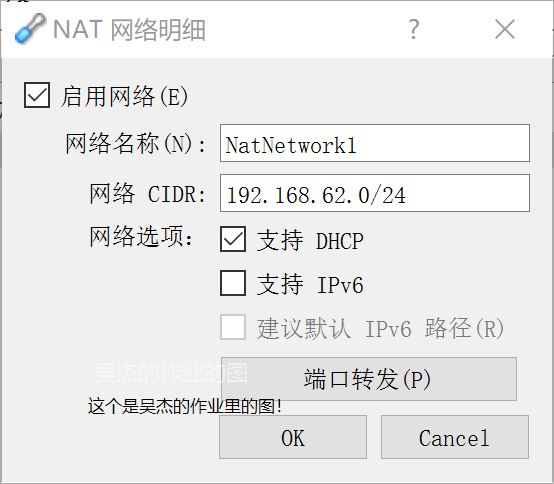 NAT 网络明细
启用网络(E)
网络名称(N): NatNetwork1
网络 CIDR: 192.168.62.0/24
网络选项: 支持 DHCP
支持 IPv6
建议默认 IPv6 路径(R)
吴杰的作业的图
端口转发(P)
这个是吴杰的作业里的图!
OK Cancel